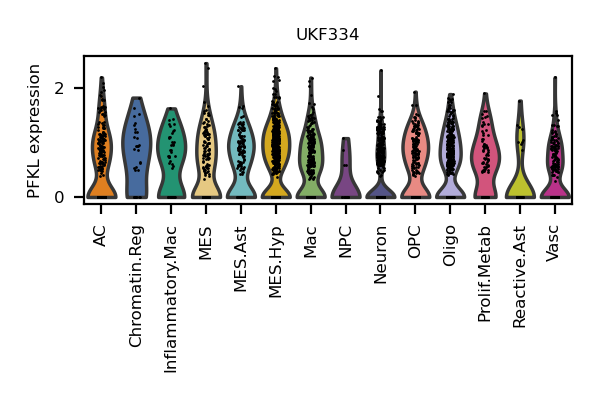 UKF334
PFKL expression
2
0
AC
Chromatin.Reg
Inflammatory.Mac
MES
MES.Ast
MES.Hyp
Mac
NPC
Neuron
OPC
Oligo
Prolif.Metab
Reactive.Ast
Vasc